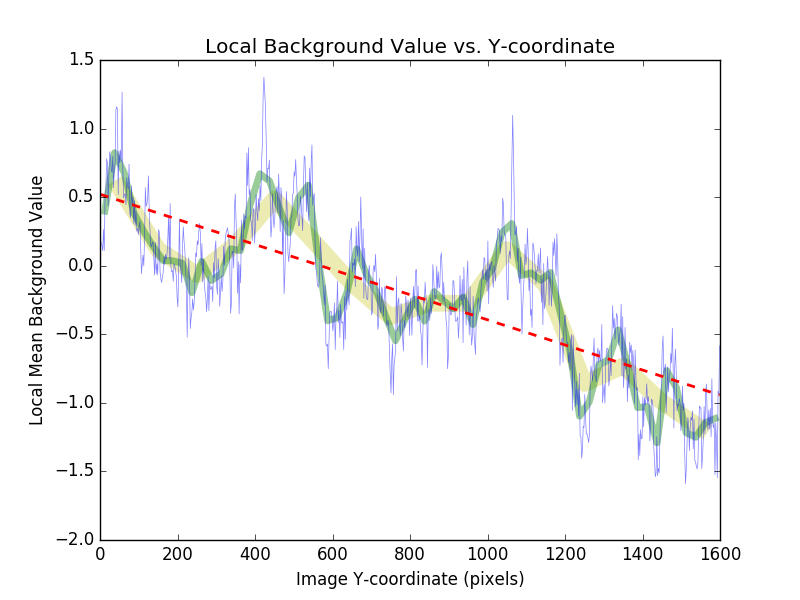 Local Background Value vs. Y-coordinate
1.5
1.0
0.5
0.0
−0.5
−1.0
−1.5
−2.0
Local Mean Background Value
0 200 400 600 800 1000 1200 1400 1600
Image Y-coordinate (pixels)